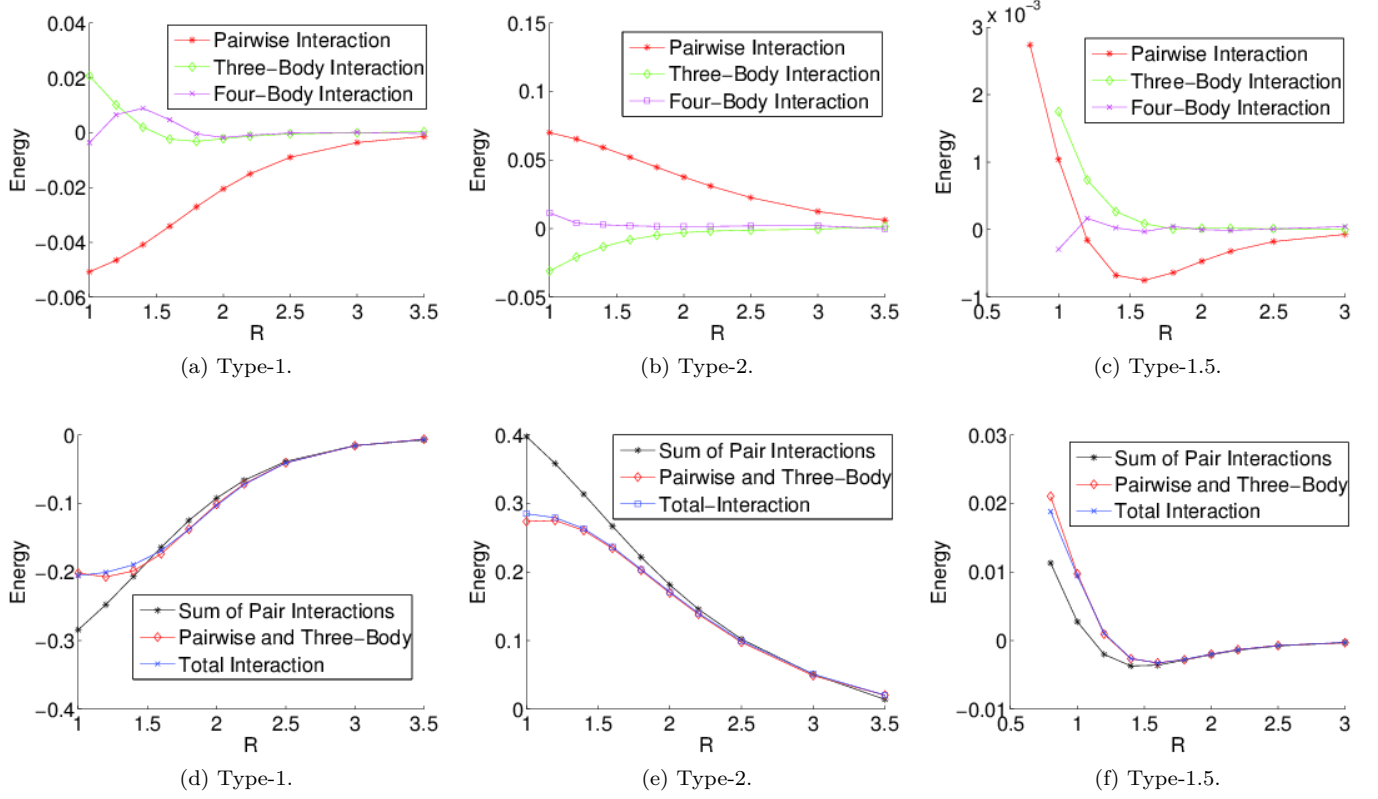 0.04
0.02
0
−0.02
−0.04
−0.06
Energy
Pairwise Interaction
Three−Body Interaction
Four−Body Interaction
1 1.5 2 2.5 3 3.5
R
(a) Type-1.
0.15
0.1
0.05
0
−0.05
Energy
Pairwise Interaction
Three−Body Interaction
Four−Body Interaction
1 1.5 2 2.5 3 3.5
R
(b) Type-2.
x 10⁻³
3
2
1
0
−1
Energy
Pairwise Interaction
Three−Body Interaction
Four−Body Interaction
0.5 1 1.5 2 2.5 3
R
(c) Type-1.5.
0
−0.1
−0.2
−0.3
−0.4
Energy
Sum of Pair Interactions
Pairwise and Three−Body
Total Interaction
1 1.5 2 2.5 3 3.5
R
(d) Type-1.
0.4
0.3
0.2
0.1
0
Energy
Sum of Pair Interactions
Pairwise and Three−Body
Total−Interaction
1 1.5 2 2.5 3 3.5
R
(e) Type-2.
0.03
0.02
0.01
0
−0.01
Energy
Sum of Pair Interactions
Pairwise and Three−Body
Total Interaction
0.5 1 1.5 2 2.5 3
R
(f) Type-1.5.